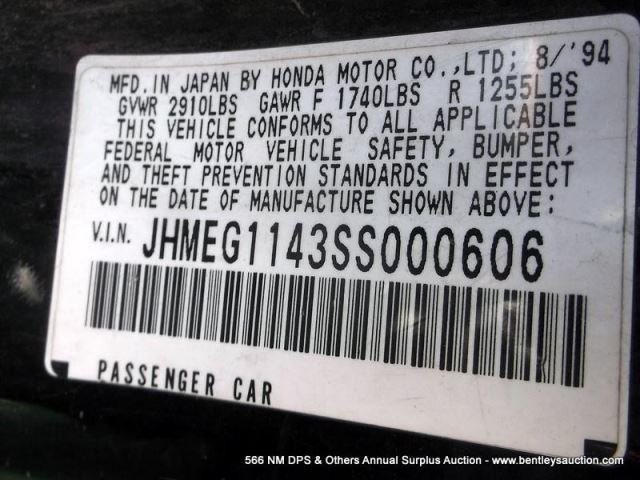 MFD. IN JAPAN BY HONDA MOTOR CO.,LTD; 8/'94
GVWR 2910LBS GAWR F 1740LBS R 1255LBS
THIS VEHICLE CONFORMS TO ALL APPLICABLE
FEDERAL MOTOR VEHICLE SAFETY, BUMPER,
AND THEFT PREVENTION STANDARDS IN EFFECT
ON THE DATE OF MANUFACTURE SHOWN ABOVE:
V.I.N. JHMEG1143SS000606
PASSENGER CAR
566 NM DPS & Others Annual Surplus Auction - www.bentleysauction.com